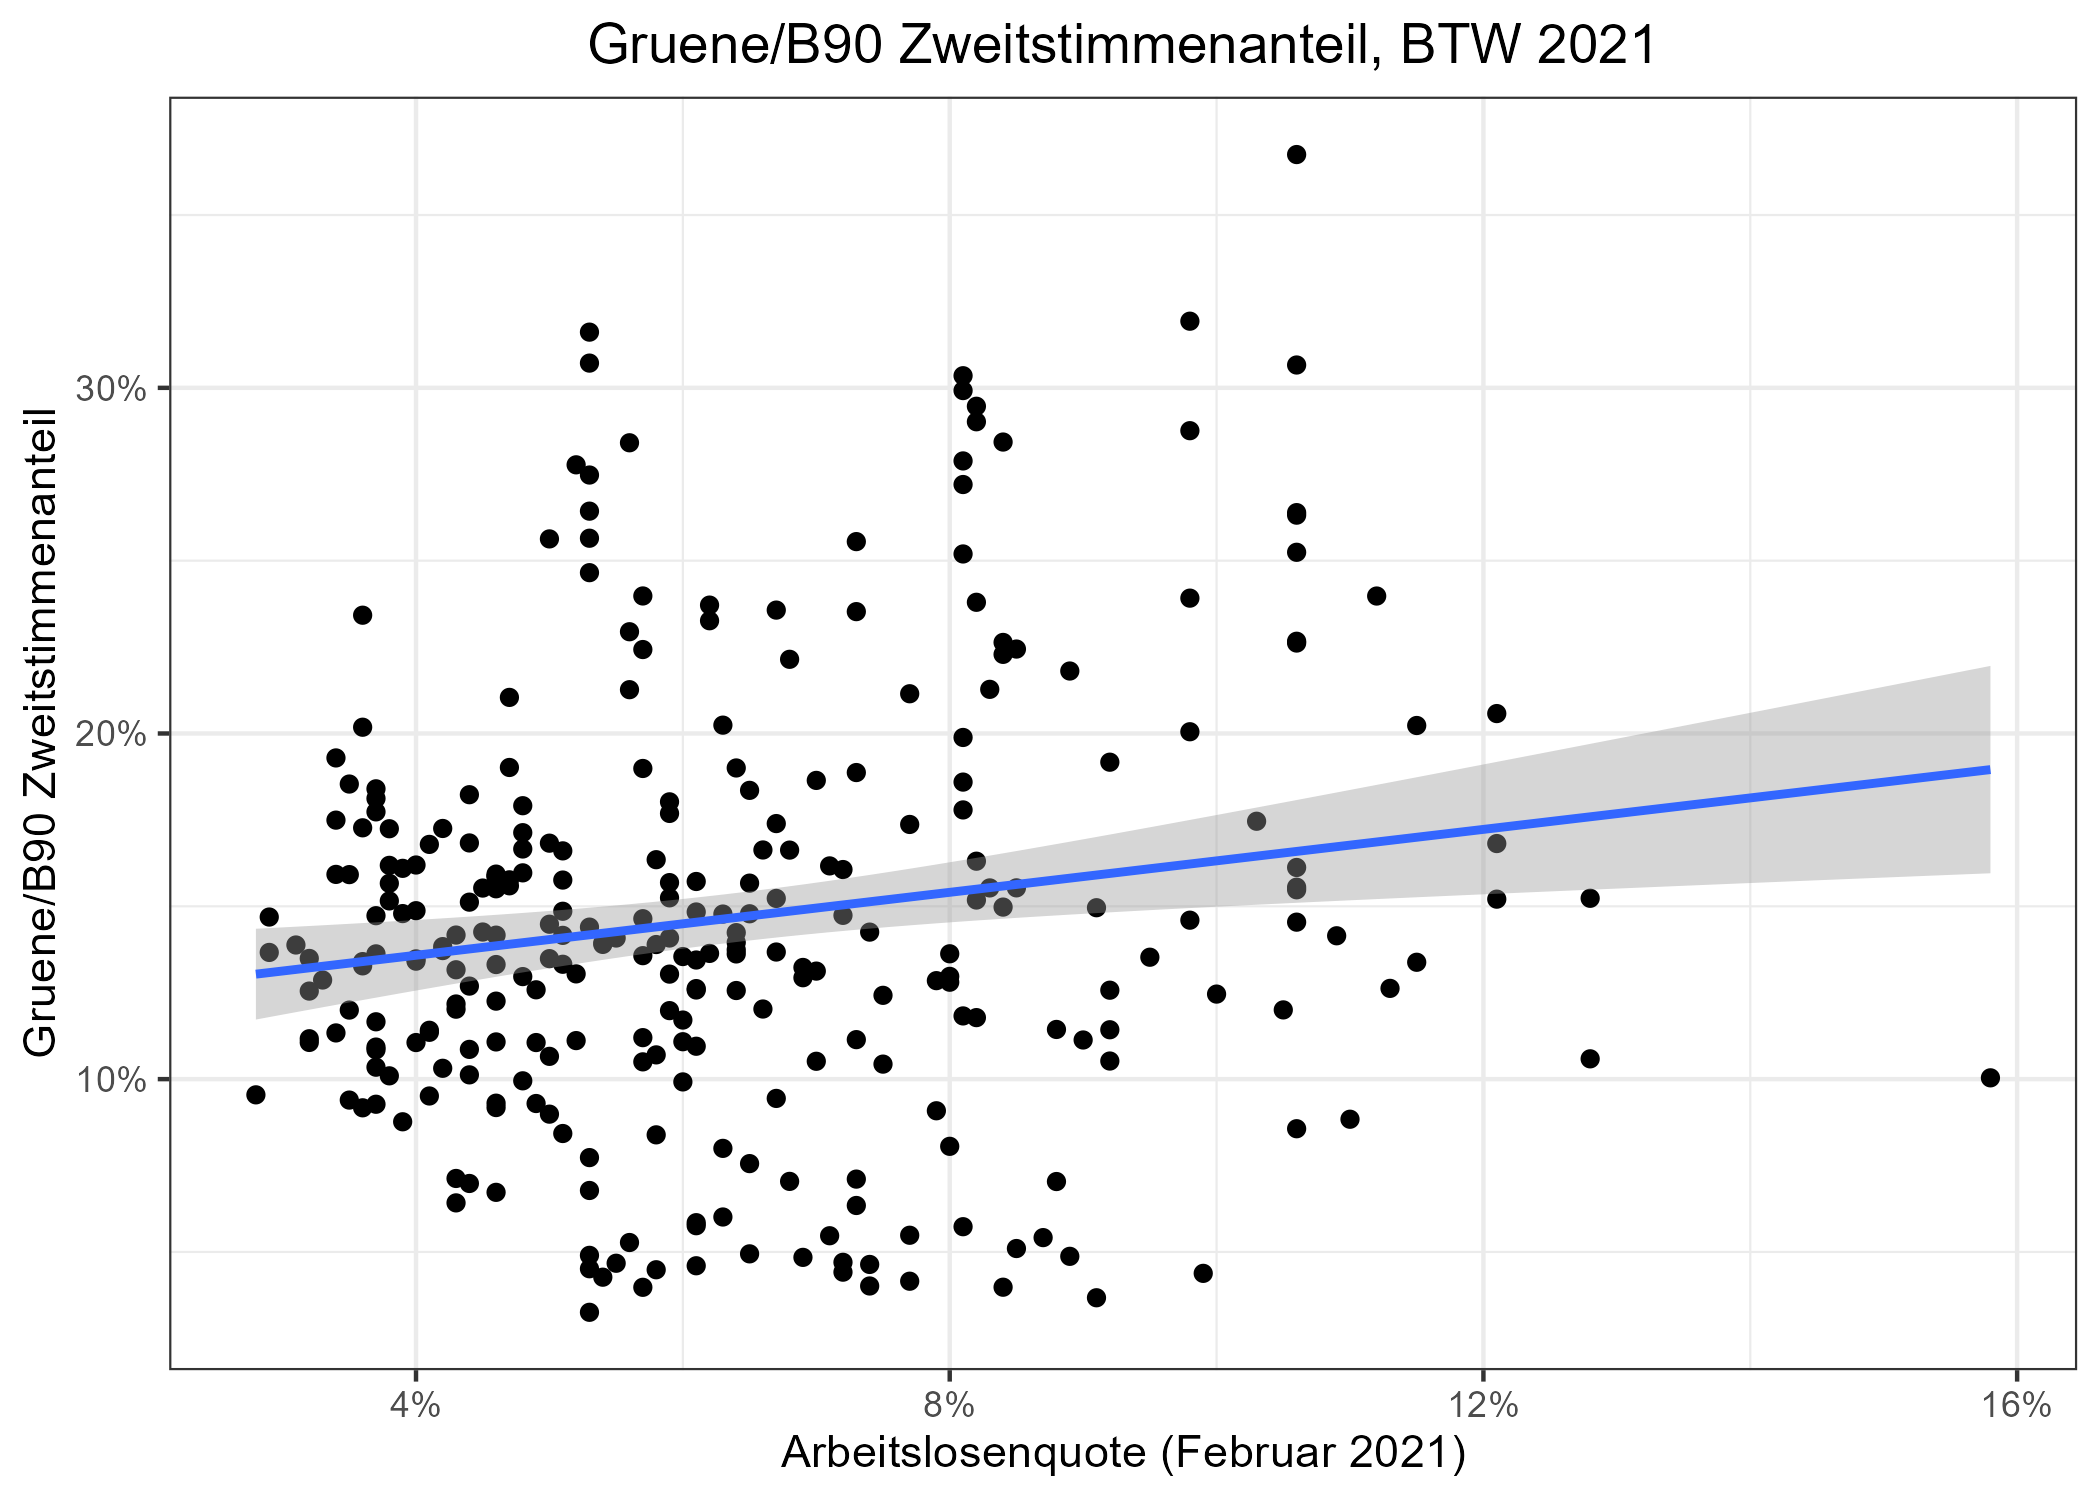 Gruene/B90 Zweitstimmenanteil, BTW 2021
Gruene/B90 Zweitstimmenanteil
30%
20%
10%
4%
8%
12%
16%
Arbeitslosenquote (Februar 2021)